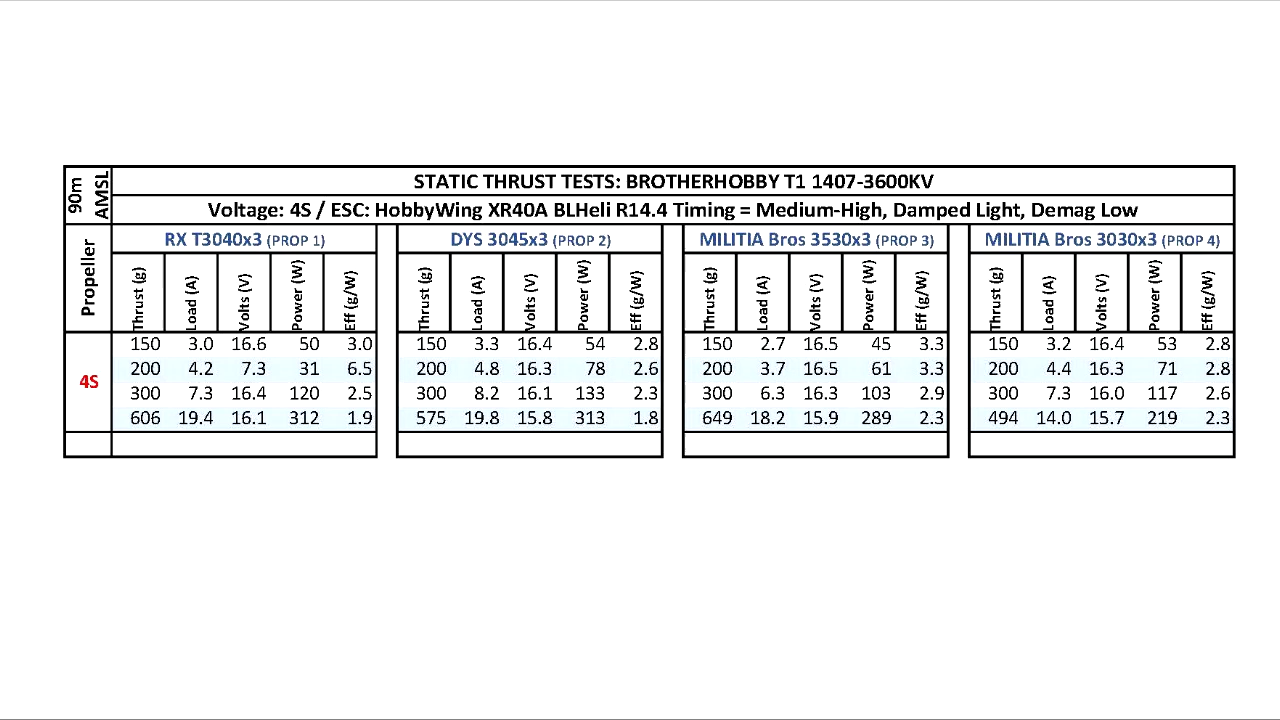 90m AMSL
STATIC THRUST TESTS: BROTHERHOBBY T1 1407-3600KV
Voltage: 4S / ESC: HobbyWing XR40A BLHeli R14.4 Timing = Medium-High, Damped Light, Demag Low
Propeller
RX T3040x3 (PROP 1) DYS 3045x3 (PROP 2) MILITIA Bros 3530x3 (PROP 3) MILITIA Bros 3030x3 (PROP 4)
Thrust (g) Load (A) Volts (V) Power (W) Eff (g/W) Thrust (g) Load (A) Volts (V) Power (W) Eff (g/W) Thrust (g) Load (A) Volts (V) Power (W) Eff (g/W) Thrust (g) Load (A) Volts (V) Power (W) Eff (g/W)
4S
150 3.0 16.6 50 3.0 150 3.3 16.4 54 2.8 150 2.7 16.5 45 3.3 150 3.2 16.4 53 2.8
200 4.2 7.3 31 6.5 200 4.8 16.3 78 2.6 200 3.7 16.5 61 3.3 200 4.4 16.3 71 2.8
300 7.3 16.4 120 2.5 300 8.2 16.1 133 2.3 300 6.3 16.3 103 2.9 300 7.3 16.0 117 2.6
606 19.4 16.1 312 1.9 575 19.8 15.8 313 1.8 649 18.2 15.9 289 2.3 494 14.0 15.7 219 2.3